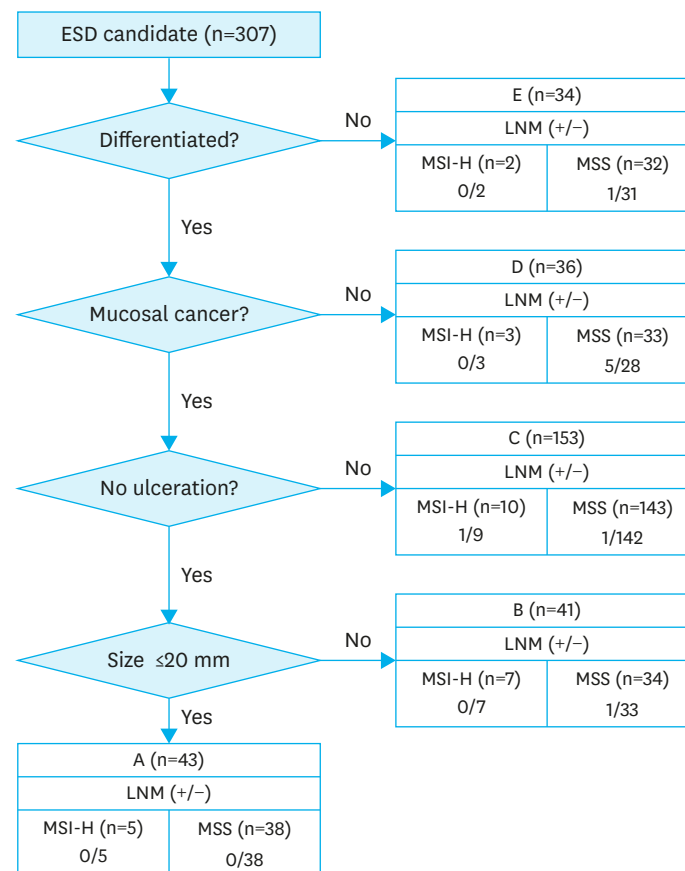 ESD candidate (n=307)
Differentiated?
No
E (n=34)
LNM (+/−)
MSI-H (n=2)
0/2
MSS (n=32)
1/31
Yes
Mucosal cancer?
No
D (n=36)
LNM (+/−)
MSI-H (n=3)
0/3
MSS (n=33)
5/28
Yes
No ulceration?
No
C (n=153)
LNM (+/−)
MSI-H (n=10)
1/9
MSS (n=143)
1/142
Yes
Size ≤20 mm
No
B (n=41)
LNM (+/−)
MSI-H (n=7)
0/7
MSS (n=34)
1/33
Yes
A (n=43)
LNM (+/−)
MSI-H (n=5)
0/5
MSS (n=38)
0/38